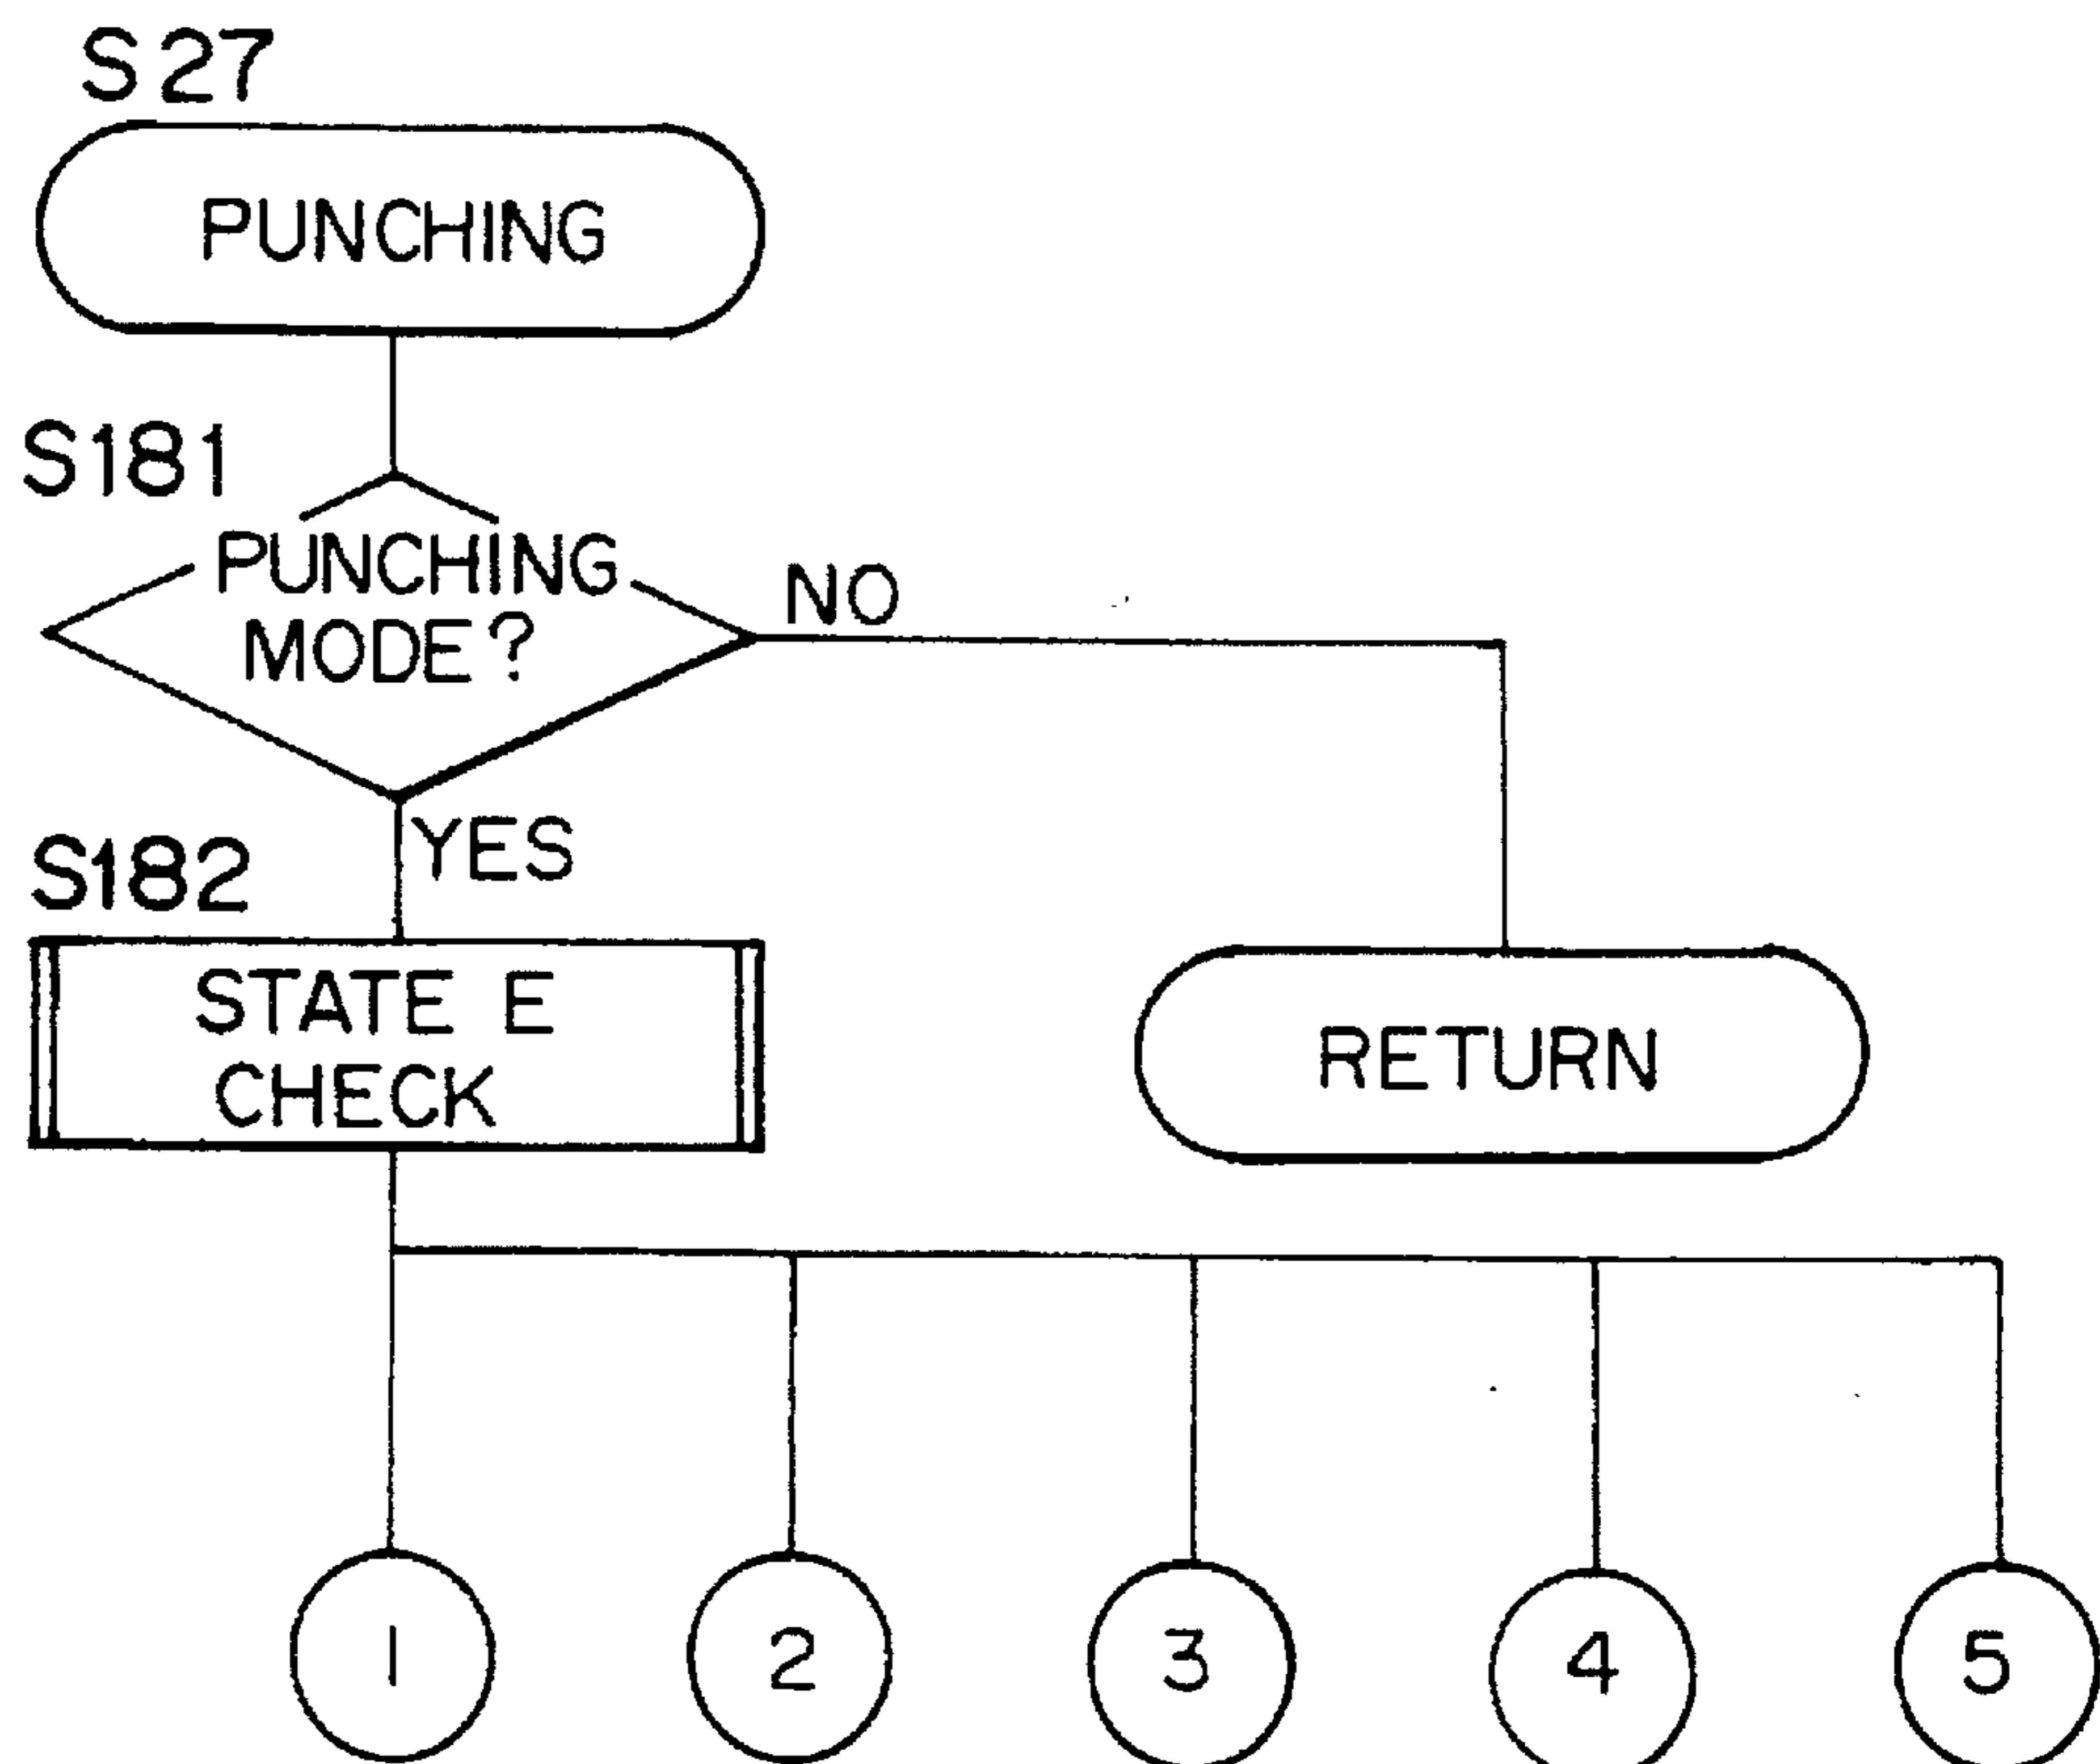 S27
PUNCHING
S181
PUNCHING
MODE?
NO
YES
S182
STATE E
CHECK
RETURN
1
2
3
4
5